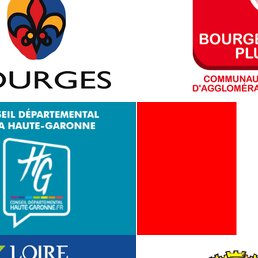 OURGES
BOURGE
PLU
COMMUNAU
D'AGGLOMÉRA
SEIL DÉPARTEMENTAL
A HAUTE-GARONNE
HG
CONSEIL DÉPARTEMENTAL
HAUTE-GARONNE.FR
LOIRE